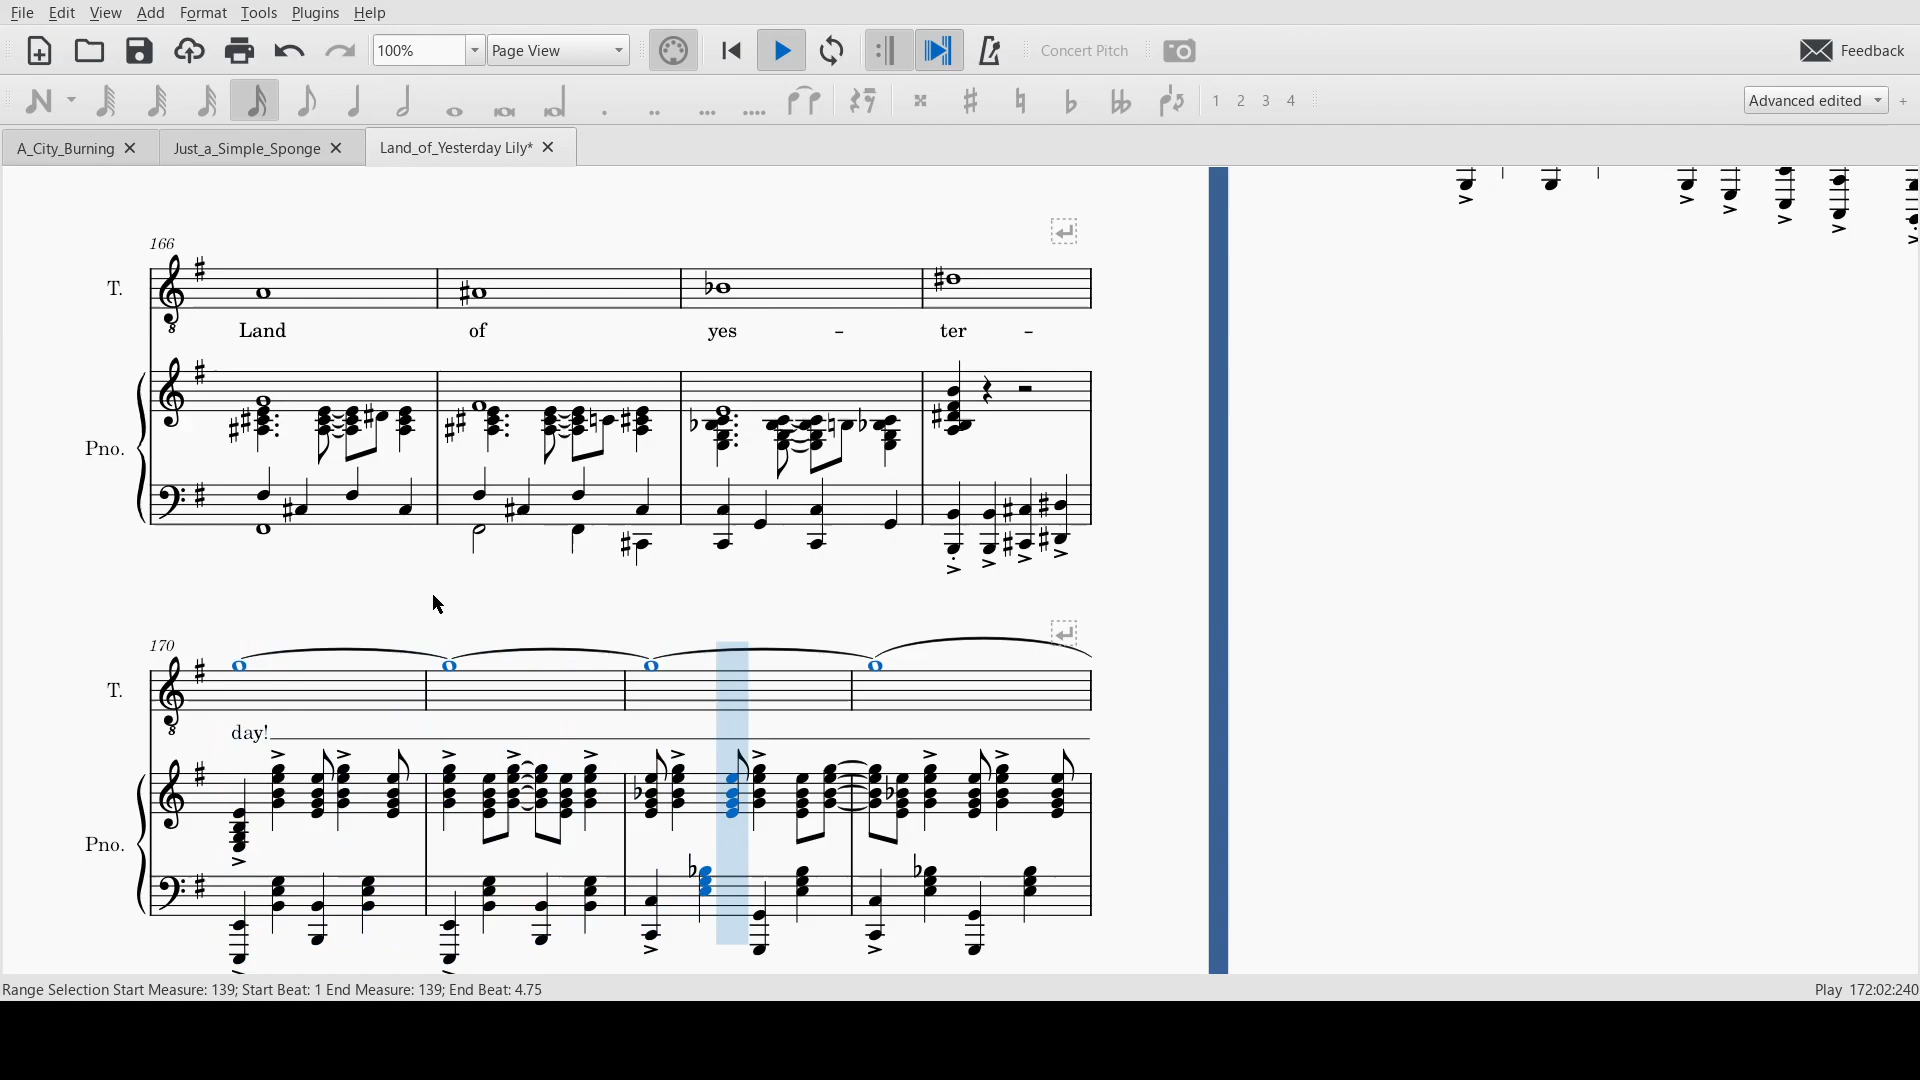 File Edit View Add Format Tools Plugins Help
100% Page View Concert Pitch Feedback
1 2 3 4 Advanced edited +
A_City_Burning Just_a_Simple_Sponge Land_of_Yesterday Lily*
166
T.
8
Land of yes - ter -
Pno.
170
T.
8
day!
Pno.
Range Selection Start Measure: 139; Start Beat: 1 End Measure: 139; End Beat: 4.75 Play 172:02:240